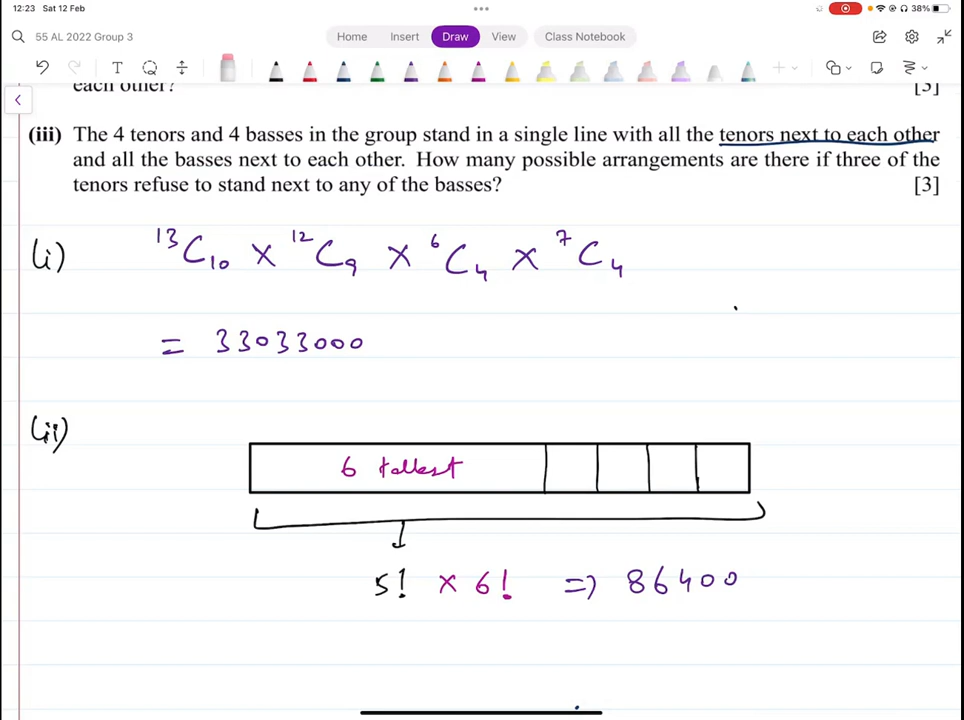 12:23 Sat 12 Feb
38%
55 AL 2022 Group 3
Home Insert Draw View Class Notebook
each other? [3]
(iii) The 4 tenors and 4 basses in the group stand in a single line with all the tenors next to each other
and all the basses next to each other. How many possible arrangements are there if three of the
tenors refuse to stand next to any of the basses? [3]
(i) ¹³C₁₀ × ¹²C₉ × ⁶C₄ × ⁷C₄
= 33033000
(ii)
6 tallest
5! × 6! => 86400